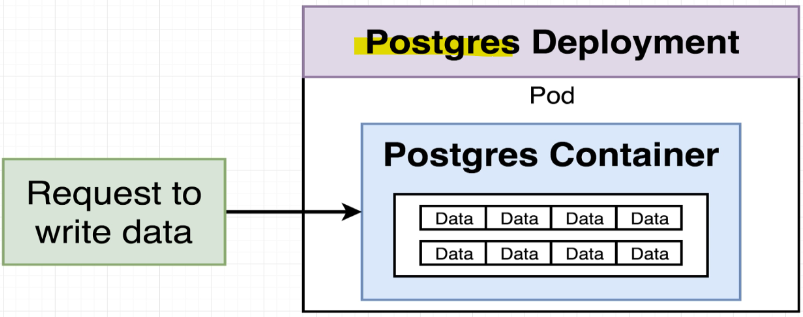 Postgres Deployment
Pod
Postgres Container
Request to
write data
Data Data Data Data
Data Data Data Data